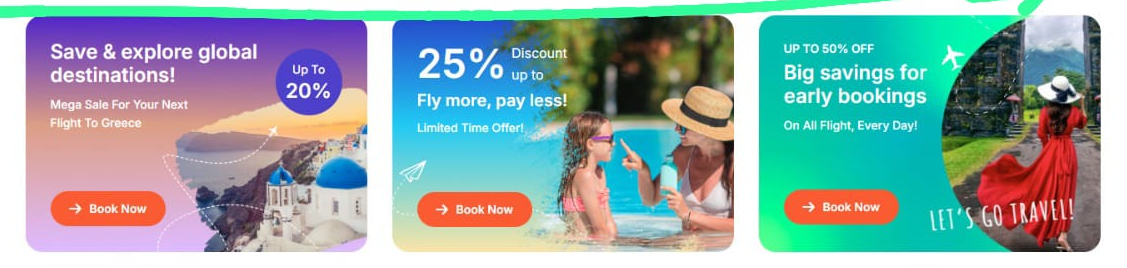 Save & explore global
destinations!
Up To
20%
Mega Sale For Your Next
Flight To Greece
Book Now
25% Discount
up to
Fly more, pay less!
Limited Time Offer!
Book Now
UP TO 50% OFF
Big savings for
early bookings
On All Flight, Every Day!
Book Now
LET'S GO TRAVEL!